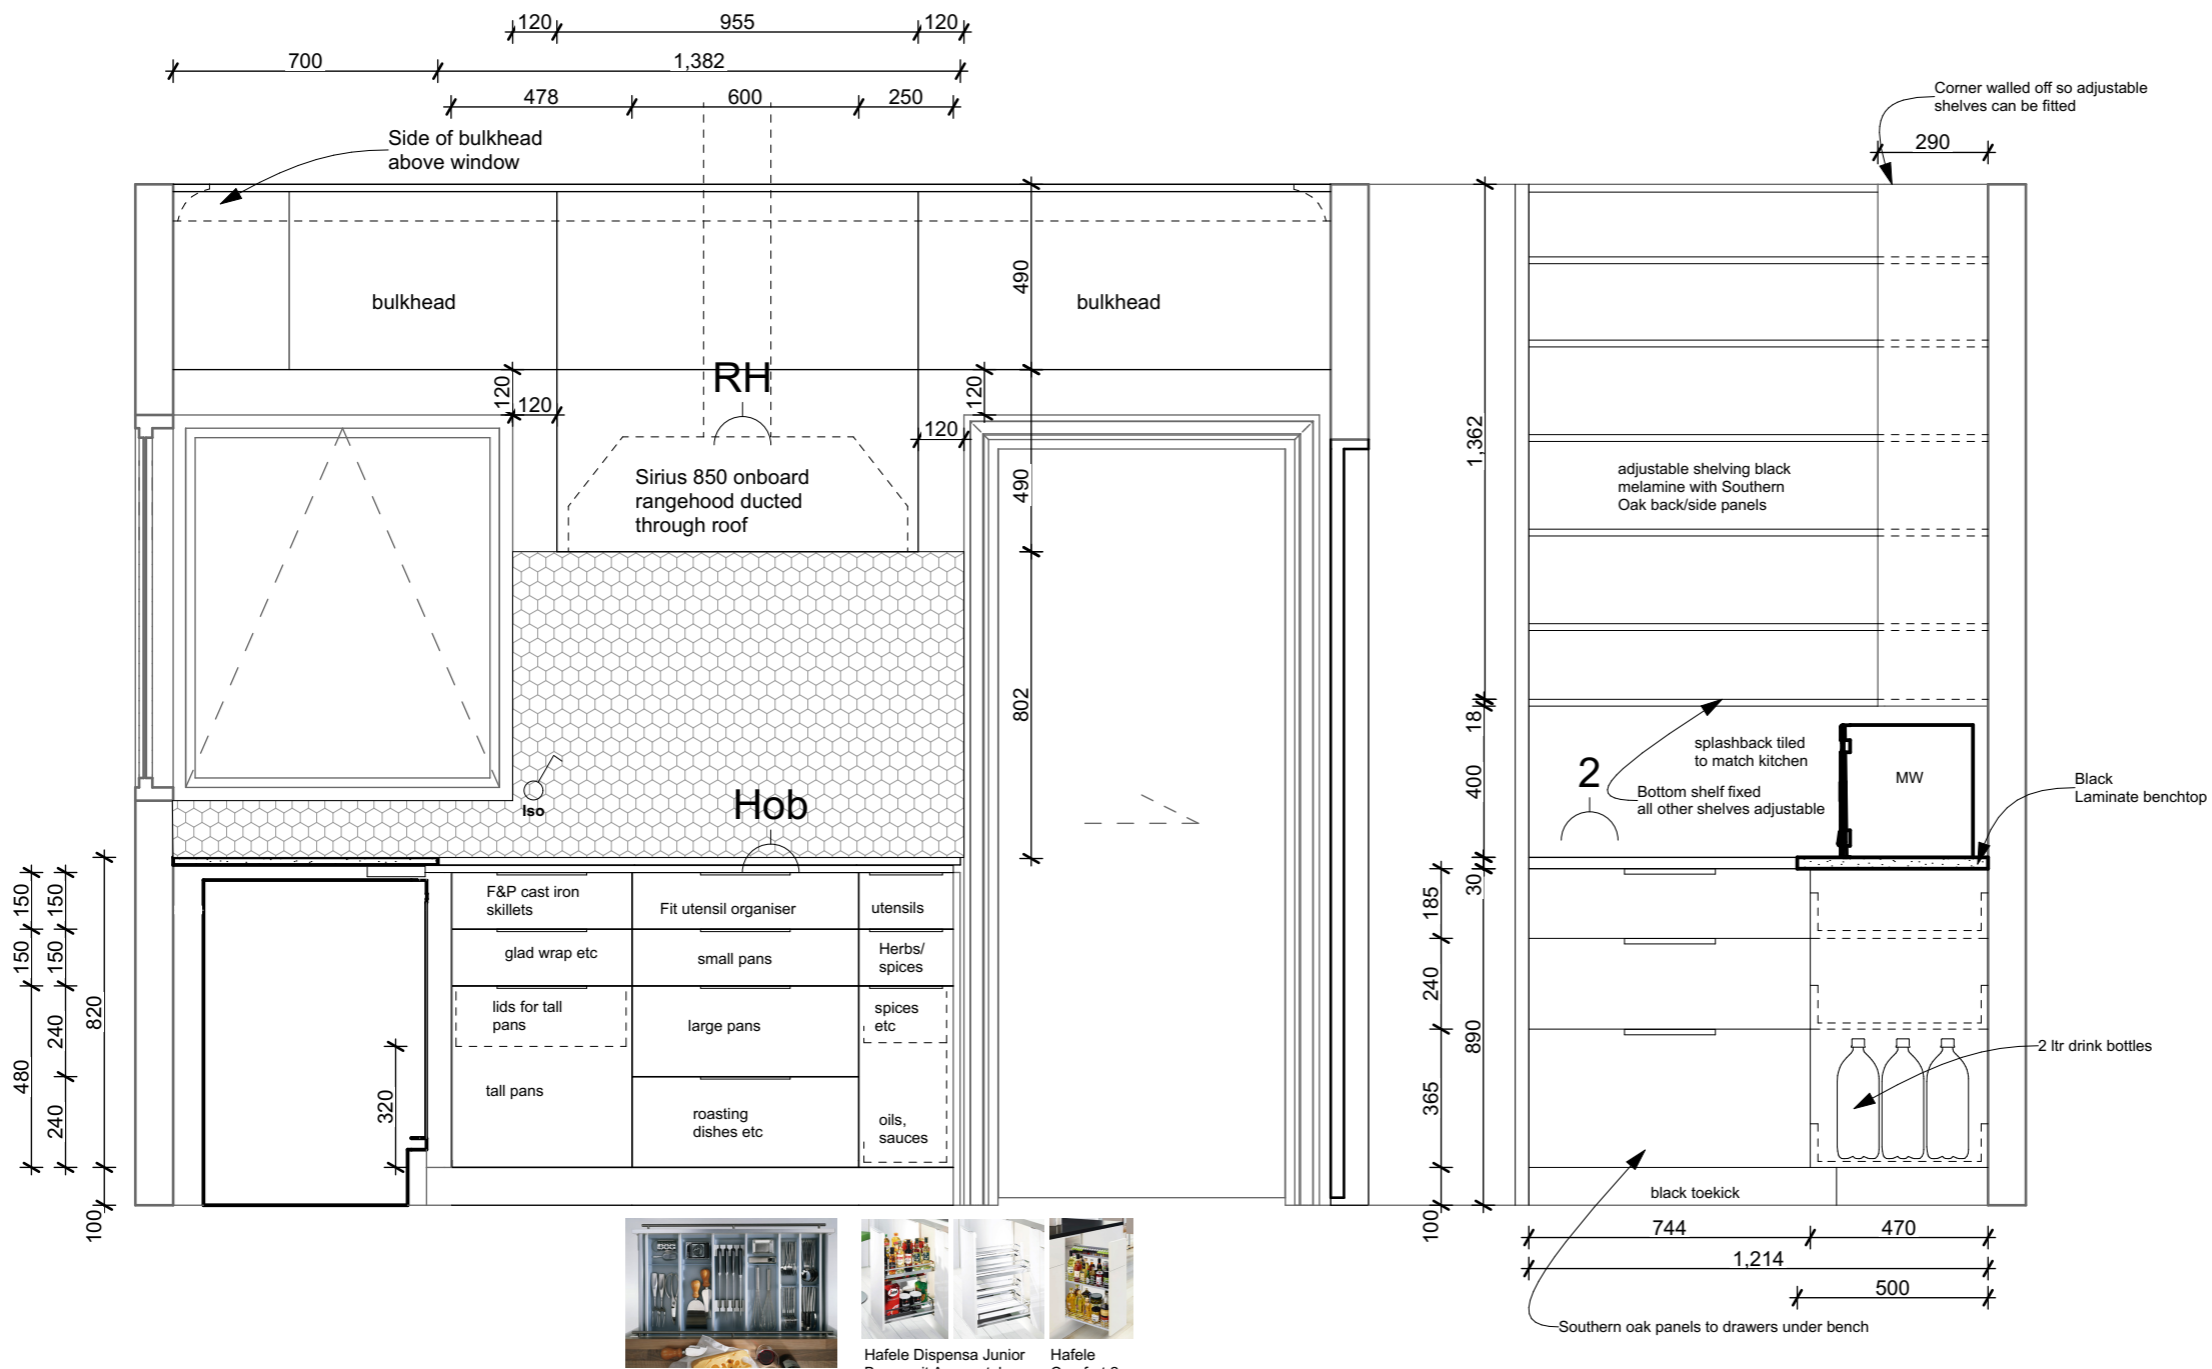 120
955
120
700
1,382
478
600
250
Side of bulkhead
above window
Corner walled off so adjustable
shelves can be fitted
290
bulkhead
490
bulkhead
RH
120
120
120
120
Sirius 850 onboard
rangehood ducted
through roof
490
1,362
adjustable shelving black
melamine with Southern
Oak back/side panels
802
18
splashback tiled
to match kitchen
MW
2
400
Bottom shelf fixed
all other shelves adjustable
Black
Laminate benchtop
Iso
Hob
150
150
F&P cast iron
skillets
Fit utensil organiser
utensils
185
30
150
150
glad wrap etc
small pans
Herbs/
spices
820
240
480
lids for tall
pans
large pans
spices
etc
240
890
2 ltr drink bottles
320
tall pans
240
roasting
dishes etc
oils,
sauces
365
black toekick
100
100
744
470
1,214
500
Southern oak panels to drawers under bench
Hafele Dispensa Junior
Hafele